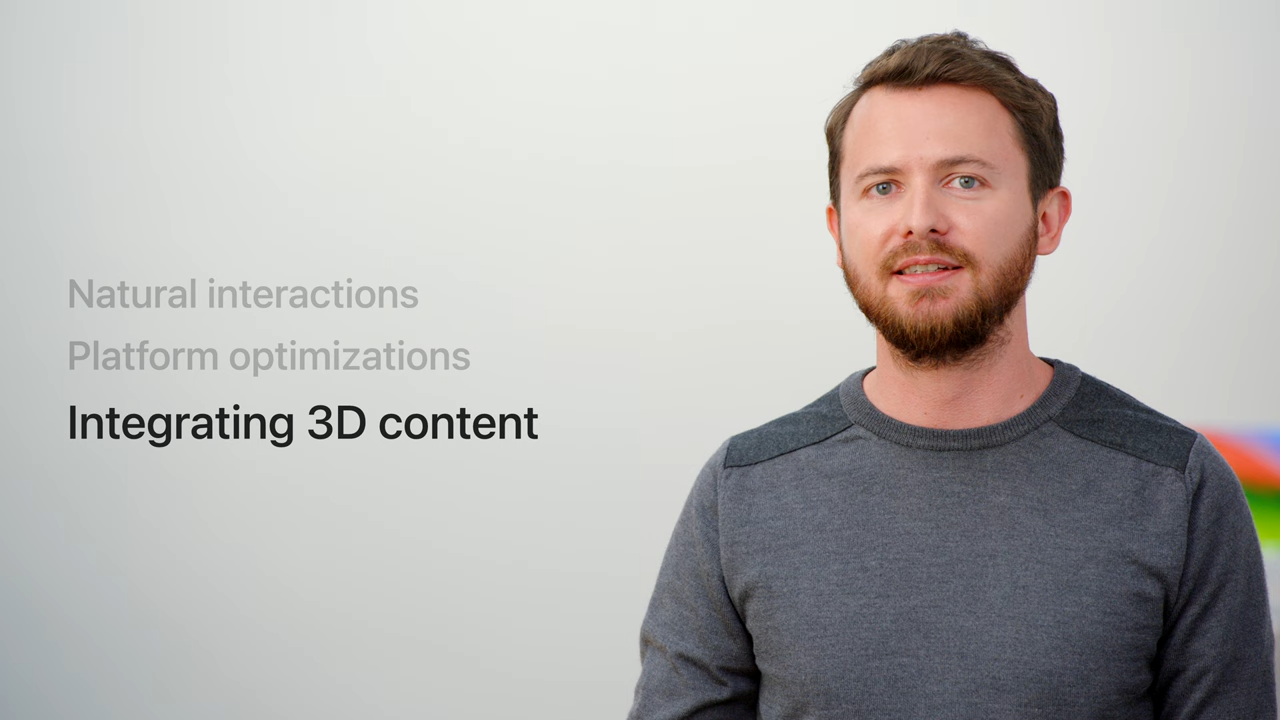 Natural interactions
Platform optimizations
Integrating 3D content